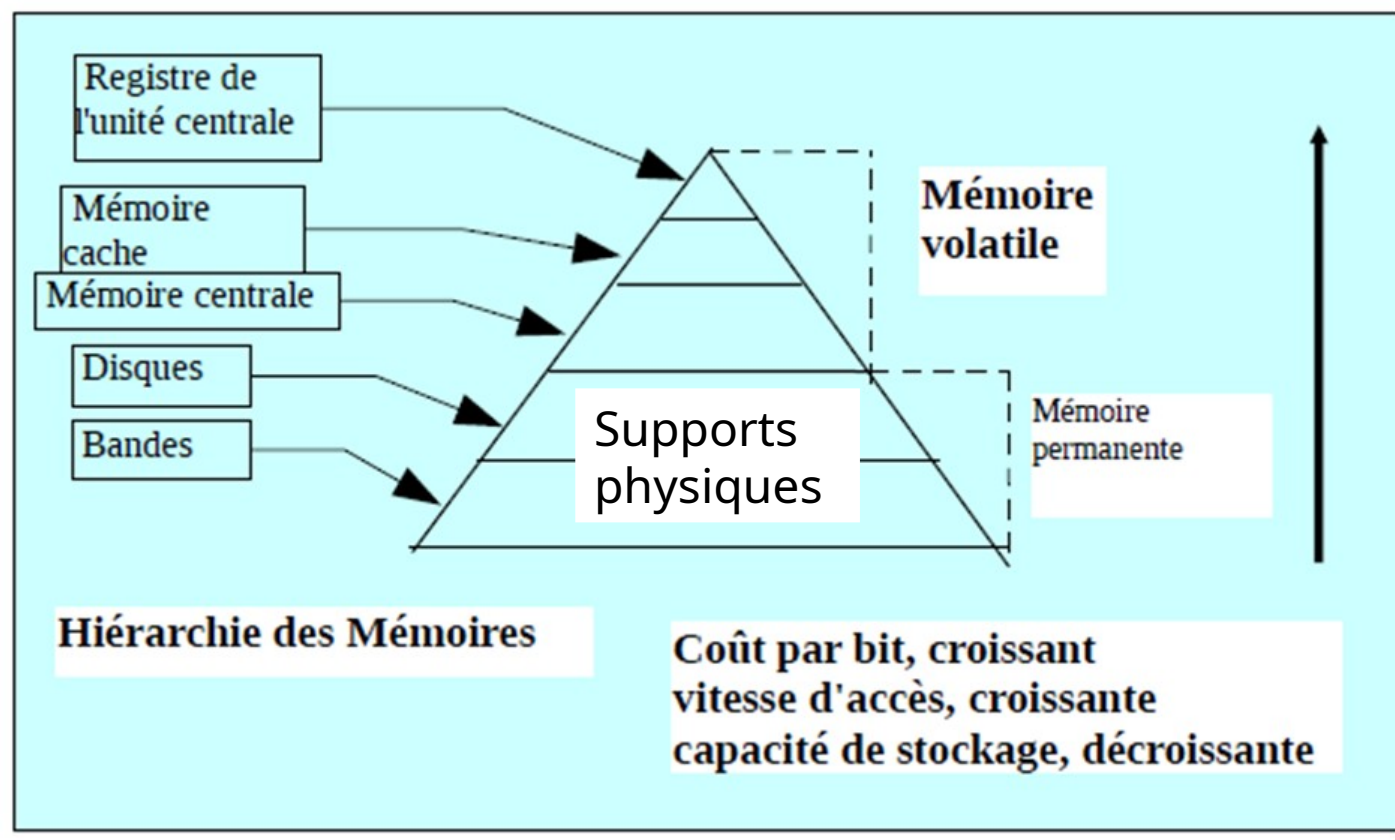 Registre de
l'unité centrale
Mémoire
cache
Mémoire centrale
Disques
Bandes
Mémoire
volatile
Supports
physiques
Mémoire
permanente
Hiérarchie des Mémoires
Coût par bit, croissant
vitesse d'accès, croissante
capacité de stockage, décroissante